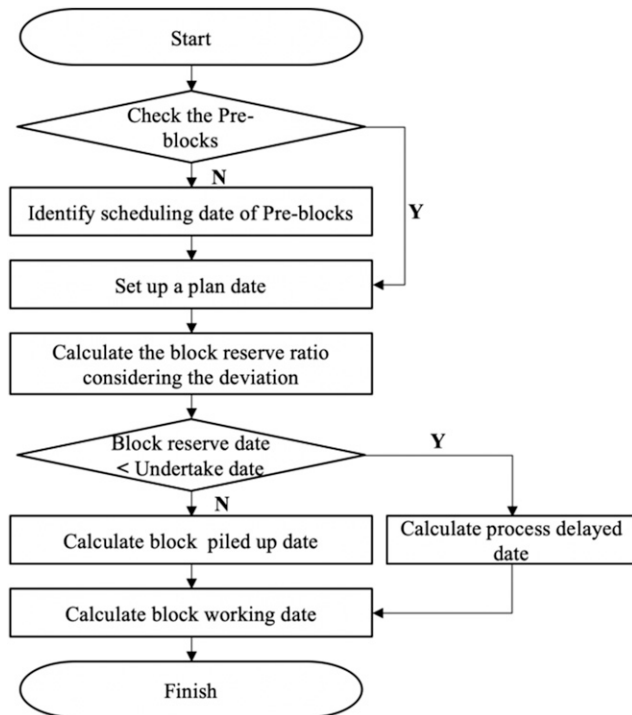 Start
Check the Pre-
blocks
N
Y
Identify scheduling date of Pre-blocks
Set up a plan date
Calculate the block reserve ratio
considering the deviation
Block reserve date
< Undertake date
Y
N
Calculate block piled up date
Calculate process delayed
date
Calculate block working date
Finish